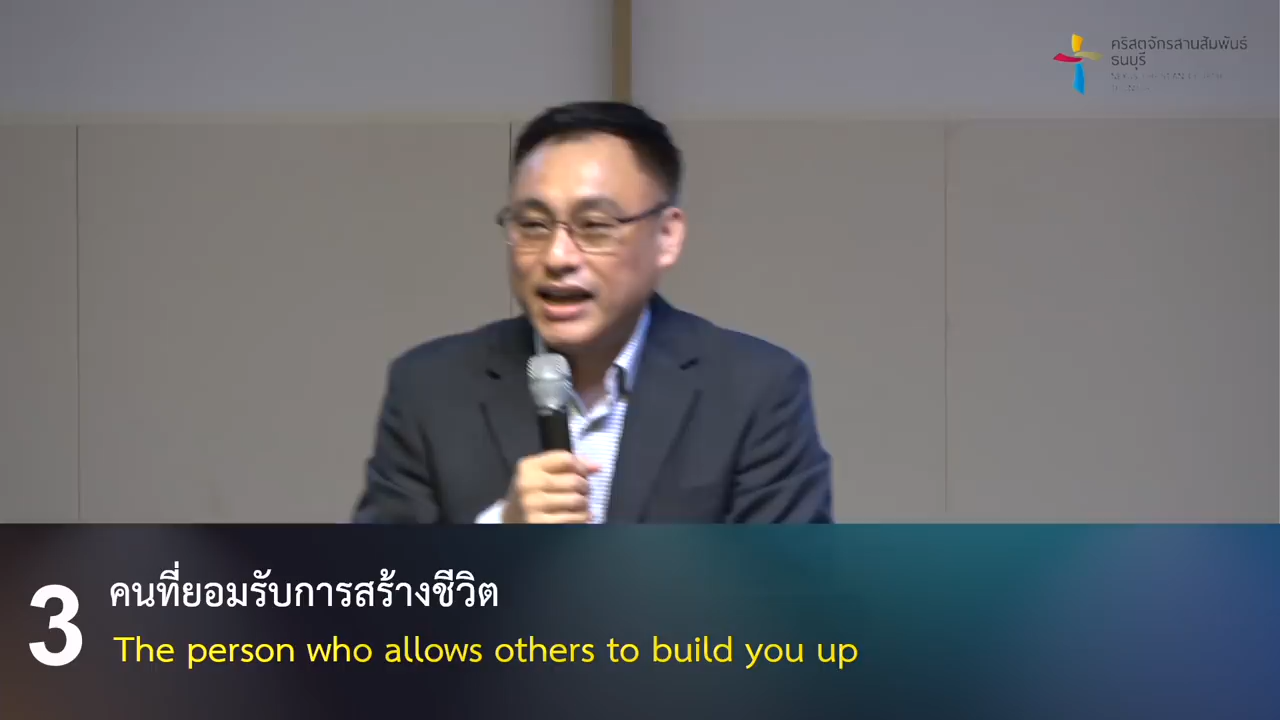 คริสตจักรสานสัมพันธ์
ธนบุรี
3
คนที่ยอมรับการสร้างชีวิต
The person who allows others to build you up